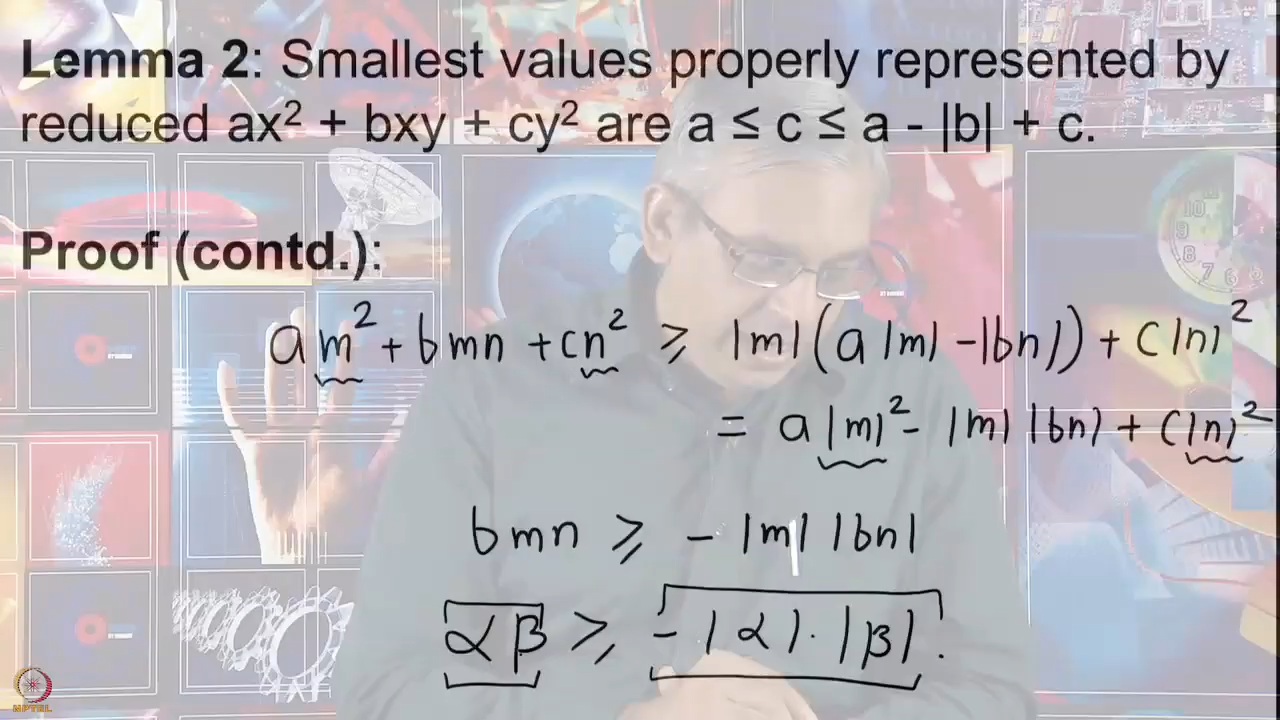 Lemma 2: Smallest values properly represented by
reduced ax² + bxy + cy² are a ≤ c ≤ a - |b| + c.
Proof (contd.):
am² + bmn + cn² ⩾ |m|(a|m| - |bn|) + c|n|²
= a|m|² - |m||bn| + c|n|²
bmn ⩾ - |m| |bn|
αβ ⩾ - |α| · |β|.
NPTEL